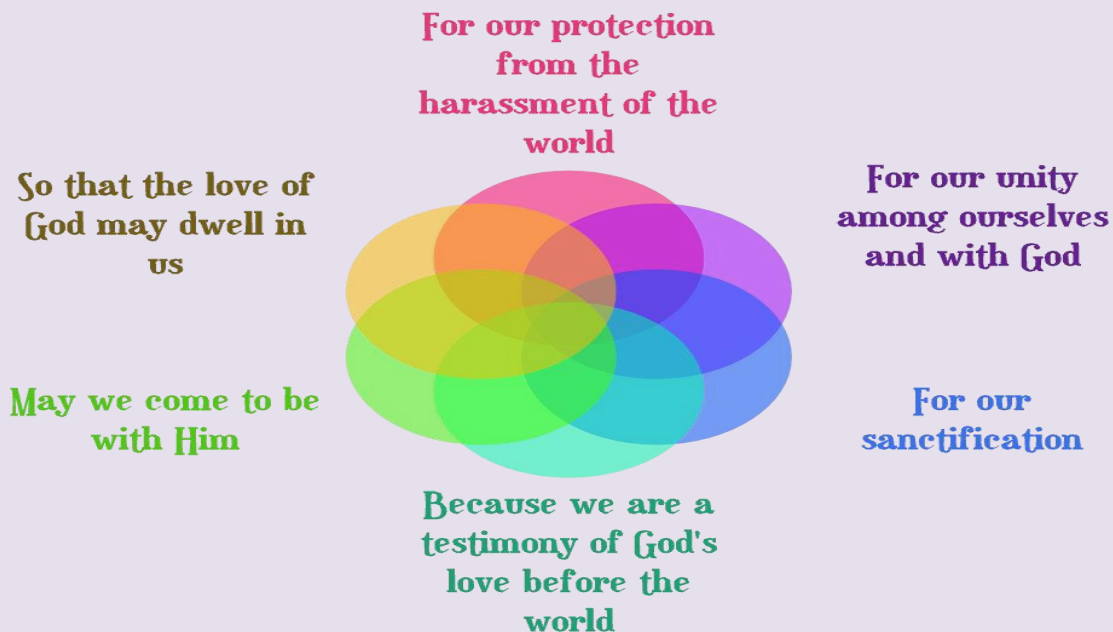 For our protection
from the
harassment of the
world
So that the love of
God may dwell in
us
For our unity
among ourselves
and with God
May we come to be
with Him
For our
sanctification
Because we are a
testimony of God's
love before the
world